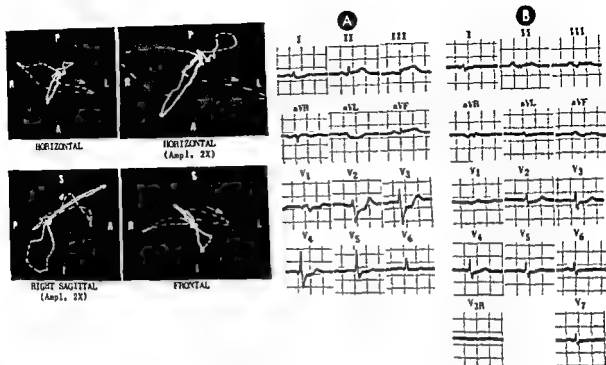 P
R
L
A
HORIZONTAL
P
R
L
A
HORIZONTAL
(Ampl. 2X)
S
P
A
I
RIGHT SAGITTAL
(Ampl. 2X)
S
R
L
I
FRONTAL
A
I II III
aVR aVL aVF
V1 V2 V3
V4 V5 V6
B
I II III
aVR aVL aVF
V1 V2 V3
V4 V5 V6
V3R V7